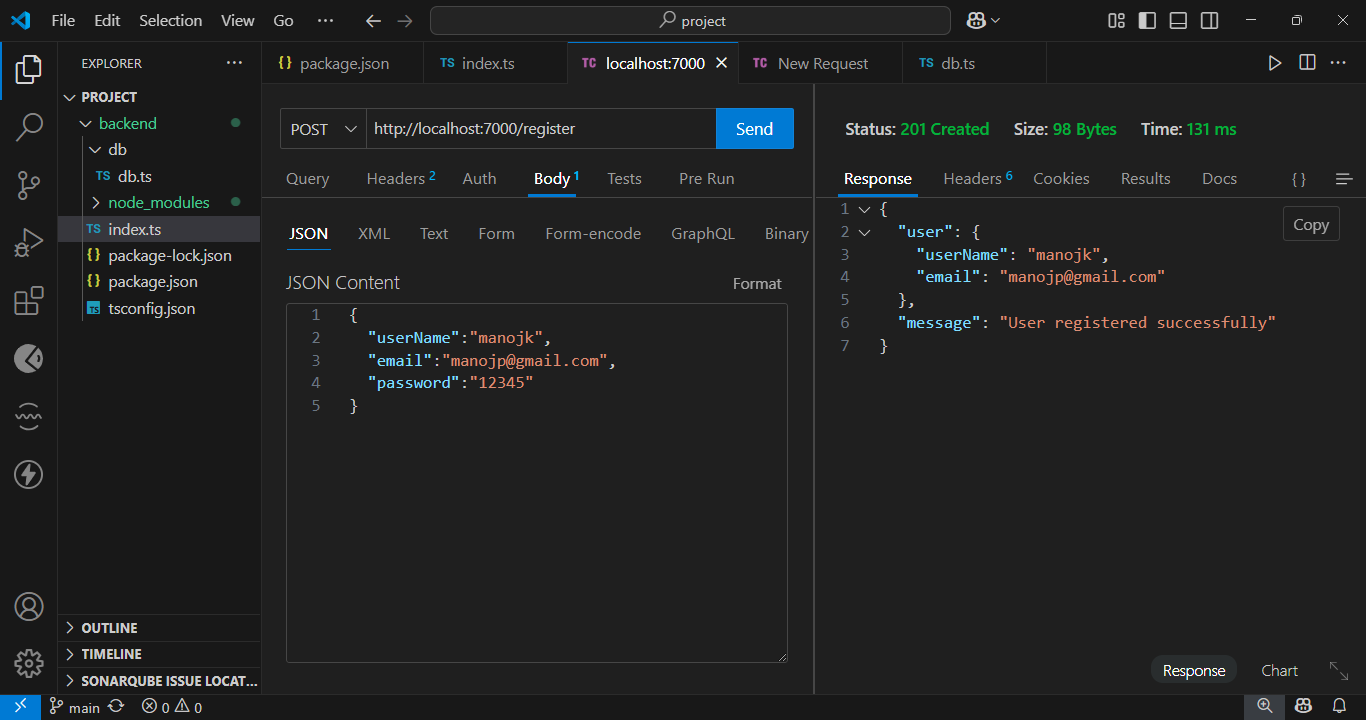 File Edit Selection View Go ··· project
EXPLORER ···
PROJECT
backend
db
TS db.ts
node_modules
TS index.ts
{} package-lock.json
{} package.json
TS tsconfig.json
OUTLINE
TIMELINE
SONARQUBE ISSUE LOCAT...
{} package.json TS index.ts TC localhost:7000 TC New Request TS db.ts
POST http://localhost:7000/register Send
Query Headers 2 Auth Body 1 Tests Pre Run
JSON XML Text Form Form-encode GraphQL Binary
JSON Content Format
1 {
2 "userName":"manojk",
3 "email":"manojp@gmail.com",
4 "password":"12345"
5 }
Status: 201 Created Size: 98 Bytes Time: 131 ms
Response Headers 6 Cookies Results Docs {}
Copy
1 {
2 "user": {
3 "userName": "manojk",
4 "email": "manojp@gmail.com"
5 },
6 "message": "User registered successfully"
7 }
Response Chart
main 0 0